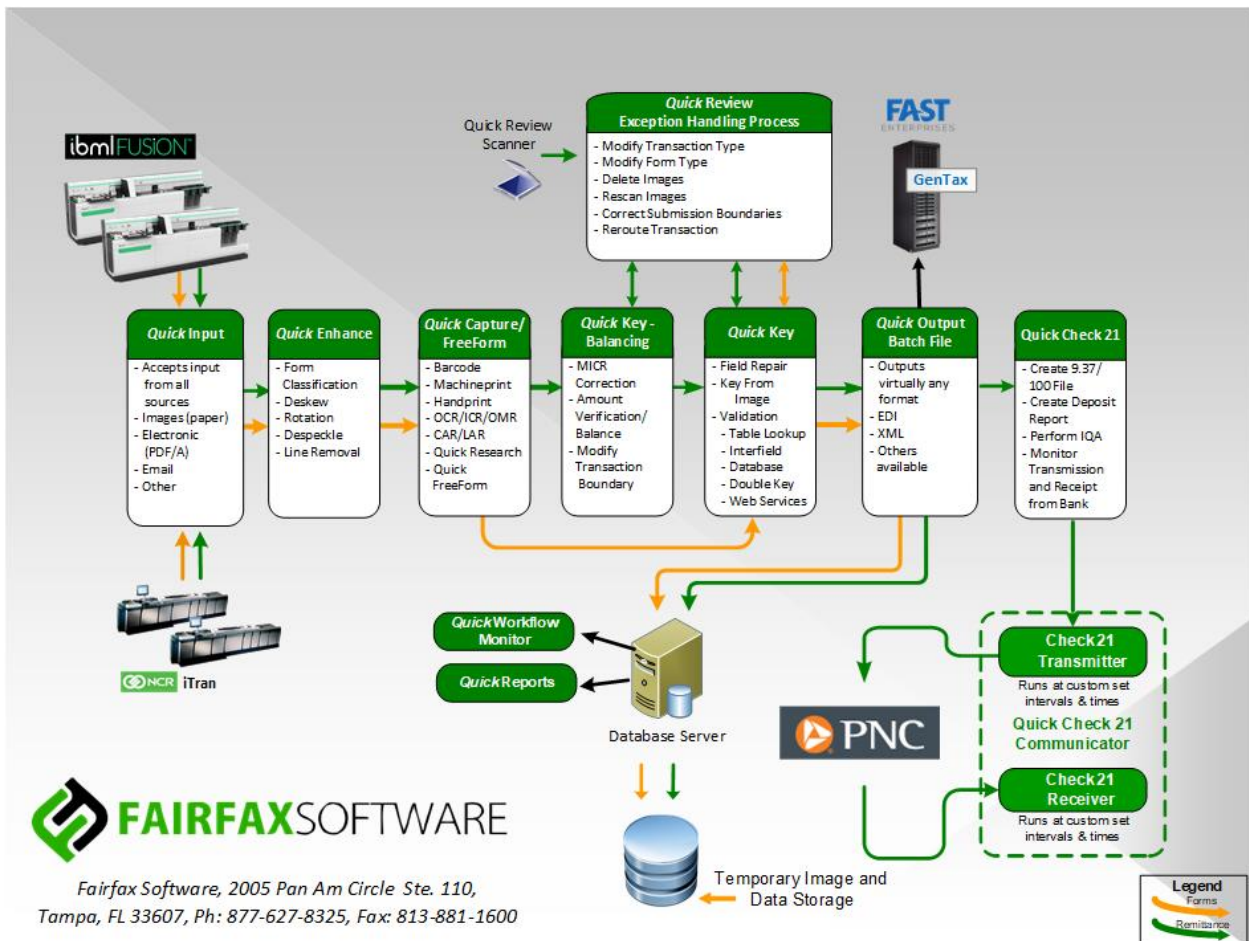 ibml FUSiON™
Quick Review
Scanner
Quick Review
Exception Handling Process
- Modify Transaction Type
- Modify Form Type
- Delete Images
- Rescan Images
- Correct Submission Boundaries
- Reroute Transaction
FAST
ENTERPRISES
GenTax
Quick Input
- Accepts input
from all
sources
- Images (paper)
- Electronic
(PDF/A)
- Email
- Other
Quick Enhance
- Form
Classification
- Deskew
- Rotation
- Despeckle
- Line Removal
Quick Capture/
FreeForm
- Barcode
- Machineprint
- Handprint
- OCR/ICR/OMR
- CAR/LAR
- Quick Research
- Quick
FreeForm
Quick Key -
Balancing
- MICR
Correction
- Amount
Verification/
Balance
- Modify
Transaction
Boundary
Quick Key
- Field Repair
- Key From
Image
- Validation
- Table Lookup
- Interfield
- Database
- Double Key
- Web Services
Quick Output
Batch File
- Outputs
virtually any
format
- EDI
- XML
- Others
available
Quick Check 21
- Create 9.37/
100 File
- Create Deposit
Report
- Perform IQA
- Monitor
Transmission
and Receipt
from Bank
NCR iTran
QuickWorkflow
Monitor
QuickReports
Database Server
PNC
Check21
Transmitter
Runs at custom set
intervals & times
Quick Check 21
Communicator
Check21
Receiver
Runs at custom set
intervals & times
FAIRFAXSOFTWARE
Fairfax Software, 2005 Pan Am Circle Ste. 110,
Tampa, FL 33607, Ph: 877-627-8325, Fax: 813-881-1600
Temporary Image and
Data Storage
Legend
Forms
Remittance